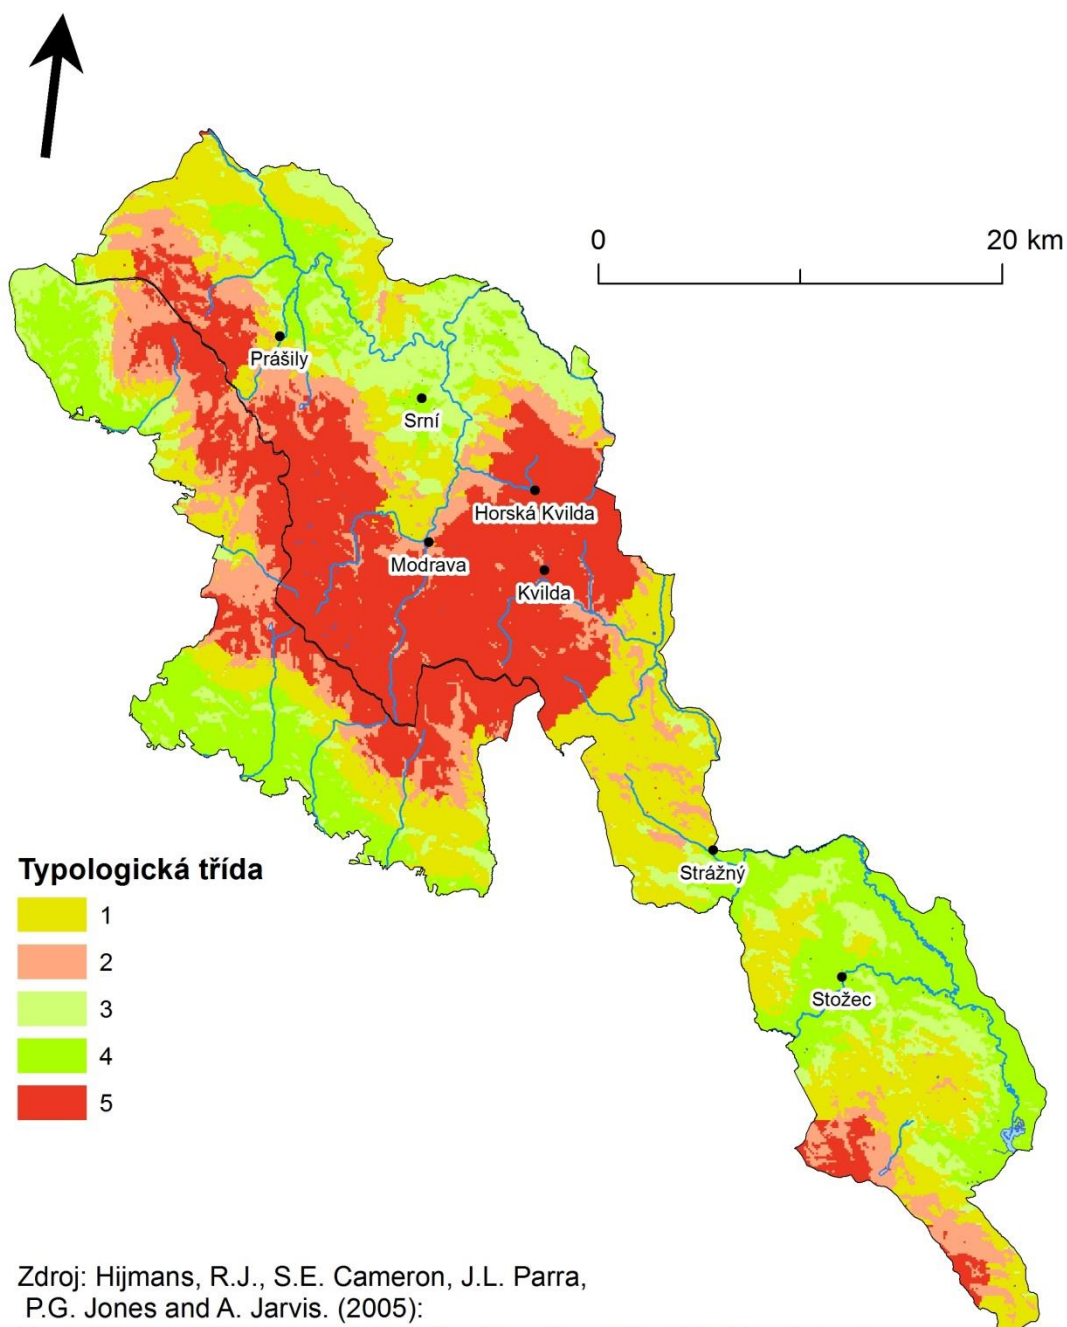 0
20 km
Prášily
Srní
Horská Kvilda
Modrava
Kvilda
Strážný
Stožec
Typologická třída
1
2
3
4
5
Zdroj: Hijmans, R.J., S.E. Cameron, J.L. Parra,
P.G. Jones and A. Jarvis. (2005):